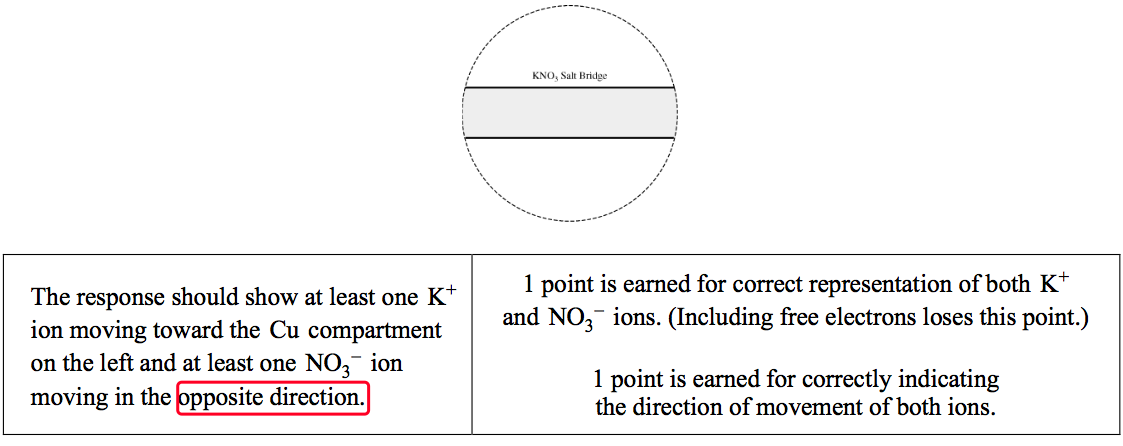 KNO₃ Salt Bridge
The response should show at least one K⁺
ion moving toward the Cu compartment
on the left and at least one NO₃⁻ ion
moving in the opposite direction.
1 point is earned for correct representation of both K⁺
and NO₃⁻ ions. (Including free electrons loses this point.)
1 point is earned for correctly indicating
the direction of movement of both ions.